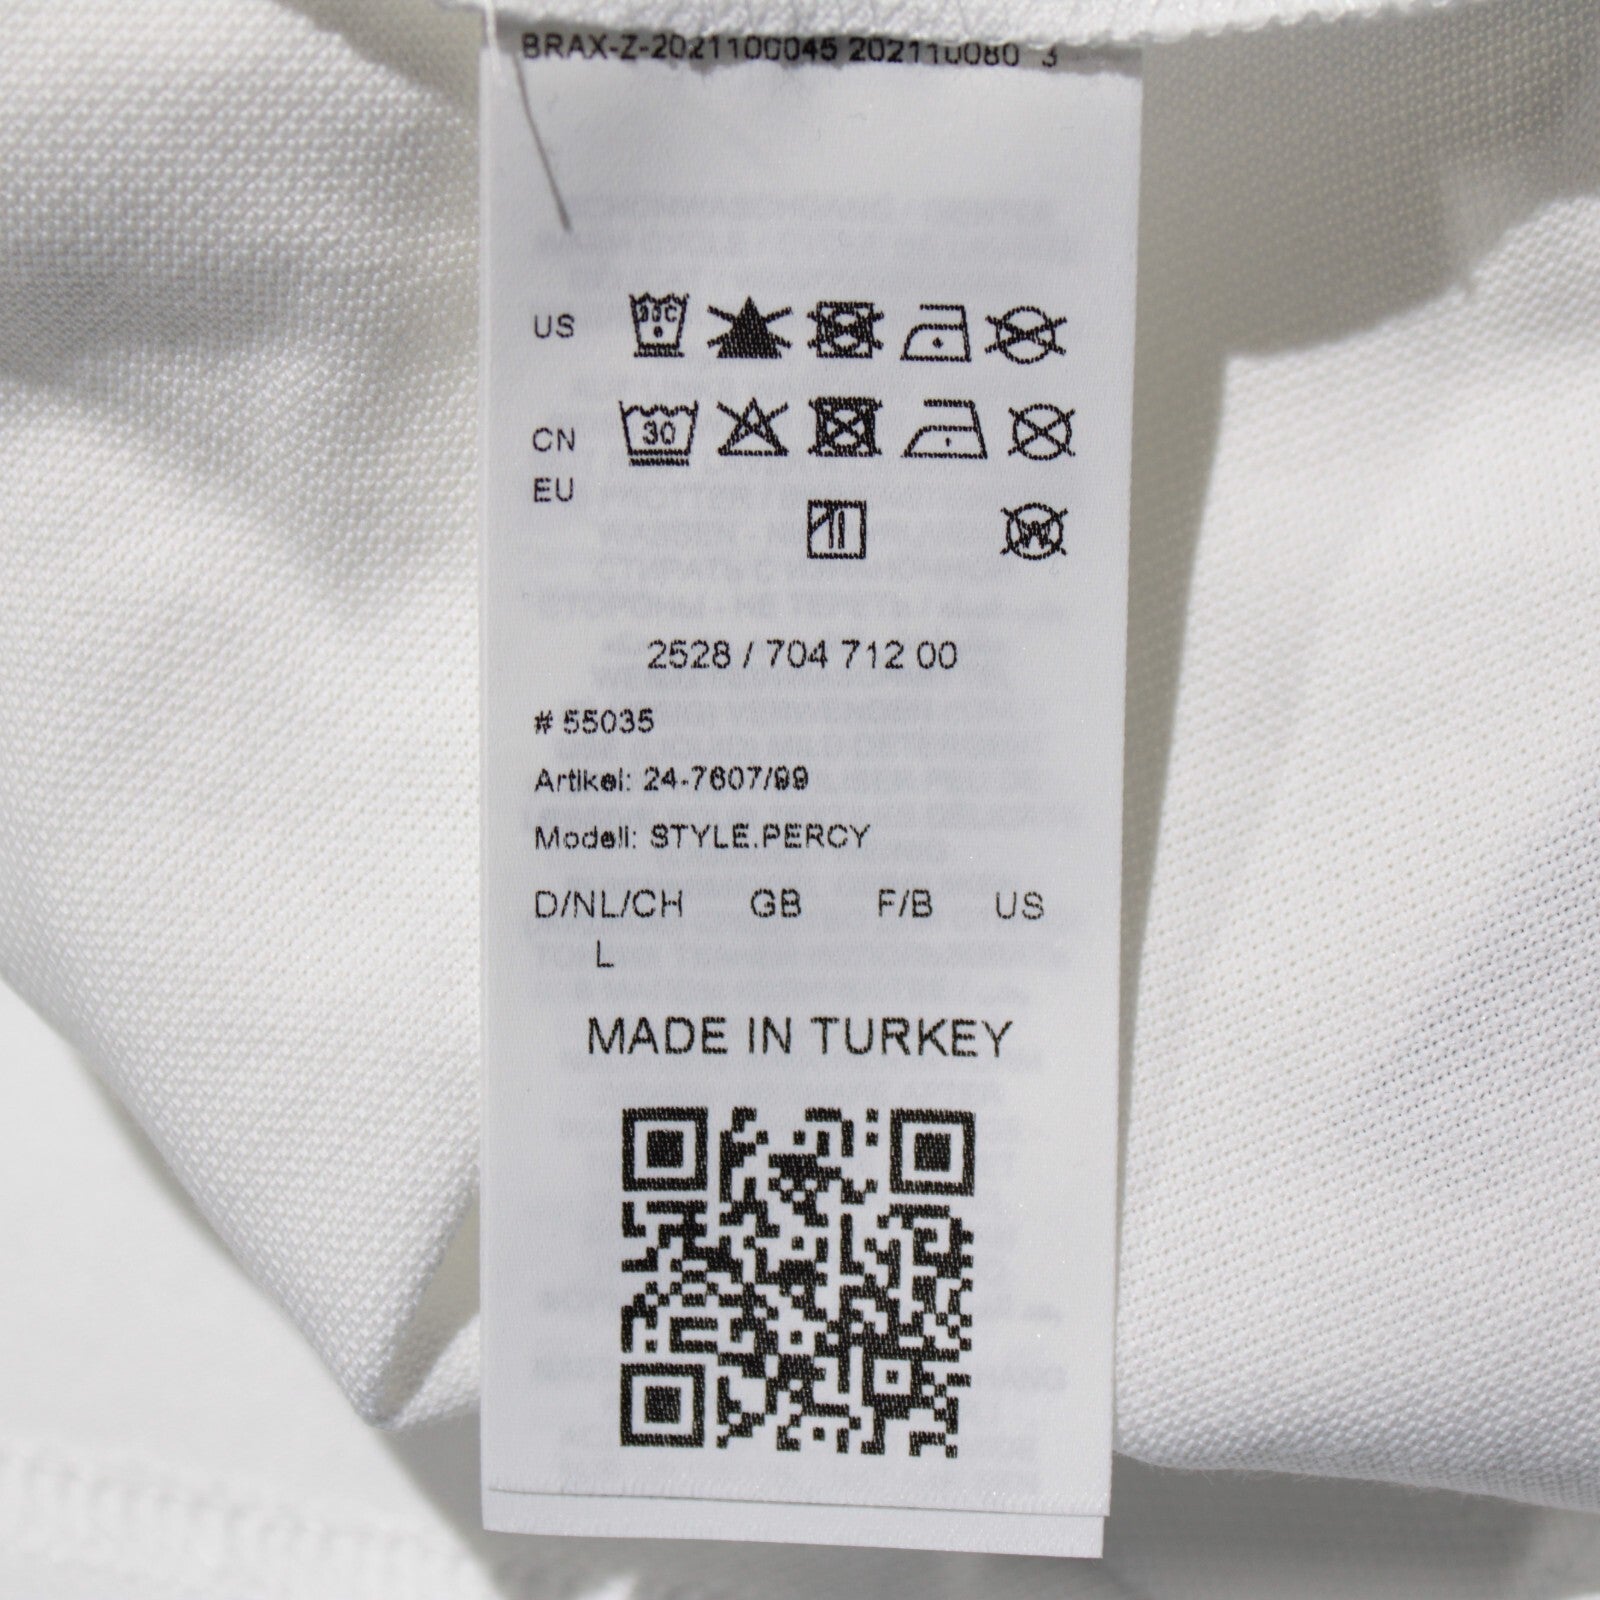 BRAX-Z-2021100045 202110080 3
US 30C
CN 30
EU
W
2528 / 704 712 00
# 55035
Artikel: 24-7607/99
Modell: STYLE.PERCY
D/NL/CH GB F/B US
L
MADE IN TURKEY